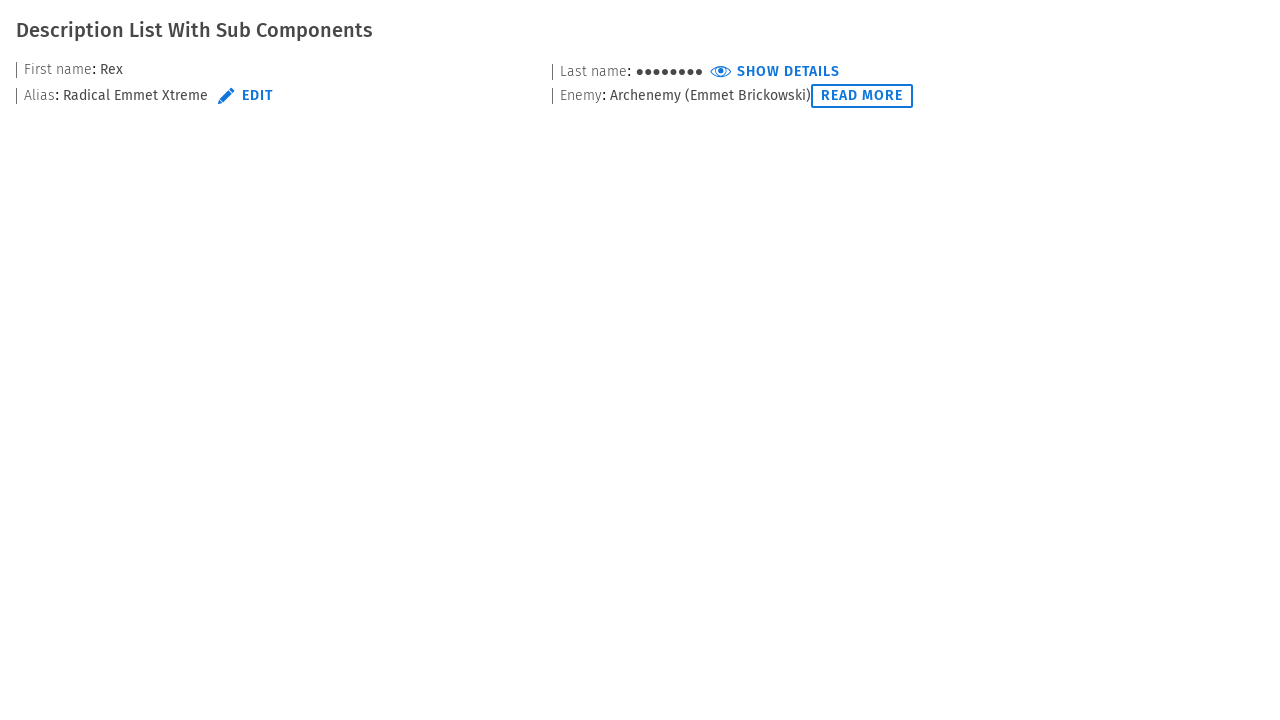 Description List With Sub Components
First name: Rex
Last name: ●●●●●●●● SHOW DETAILS
Alias: Radical Emmet Xtreme EDIT
Enemy: Archenemy (Emmet Brickowski) READ MORE